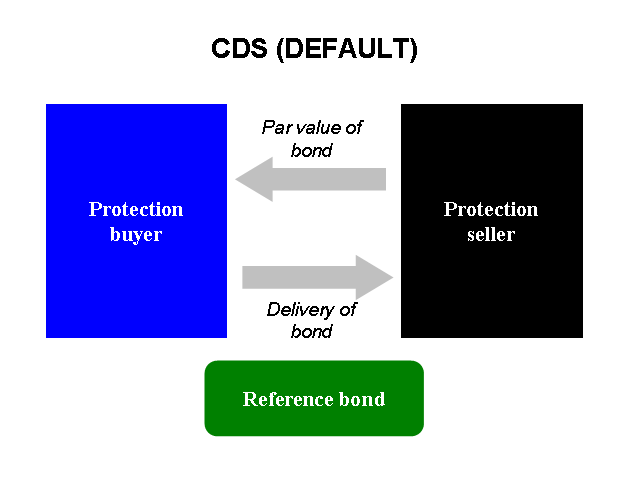 CDS (DEFAULT)
Par value of
bond
Protection
buyer
Protection
seller
Delivery of
bond
Reference bond